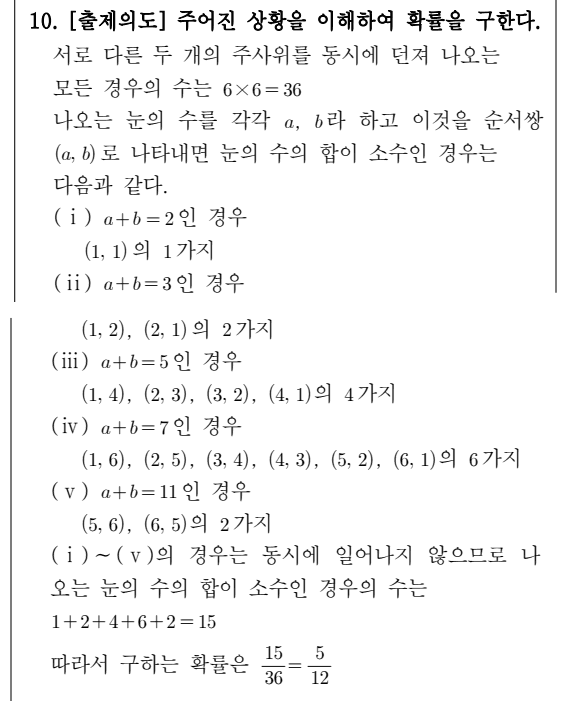 10. [출제의도] 주어진 상황을 이해하여 확률을 구한다.
서로 다른 두 개의 주사위를 동시에 던져 나오는
모든 경우의 수는 6×6=36
나오는 눈의 수를 각각 a, b라 하고 이것을 순서쌍
(a, b)로 나타내면 눈의 수의 합이 소수인 경우는
다음과 같다.
(ⅰ) a+b=2인 경우
(1, 1)의 1가지
(ⅱ) a+b=3인 경우
(1, 2), (2, 1)의 2가지
(ⅲ) a+b=5인 경우
(1, 4), (2, 3), (3, 2), (4, 1)의 4가지
(ⅳ) a+b=7인 경우
(1, 6), (2, 5), (3, 4), (4, 3), (5, 2), (6, 1)의 6가지
(ⅴ) a+b=11인 경우
(5, 6), (6, 5)의 2가지
(ⅰ)~(ⅴ)의 경우는 동시에 일어나지 않으므로 나
오는 눈의 수의 합이 소수인 경우의 수는
1+2+4+6+2=15
따라서 구하는 확률은 15/36=5/12